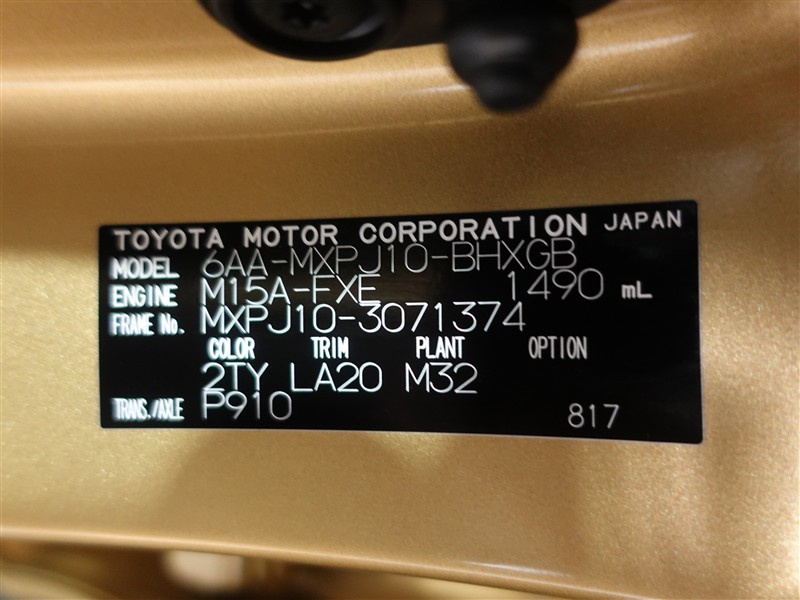 TOYOTA MOTOR CORPORATION JAPAN
MODEL 6AA-MXPJ10-BHXGB
ENGINE M15A-FXE 1490 mL
FRAME No. MXPJ10-3071374
COLOR TRIM PLANT OPTION
2TY LA20 M32
TRANS./AXLE P910 817